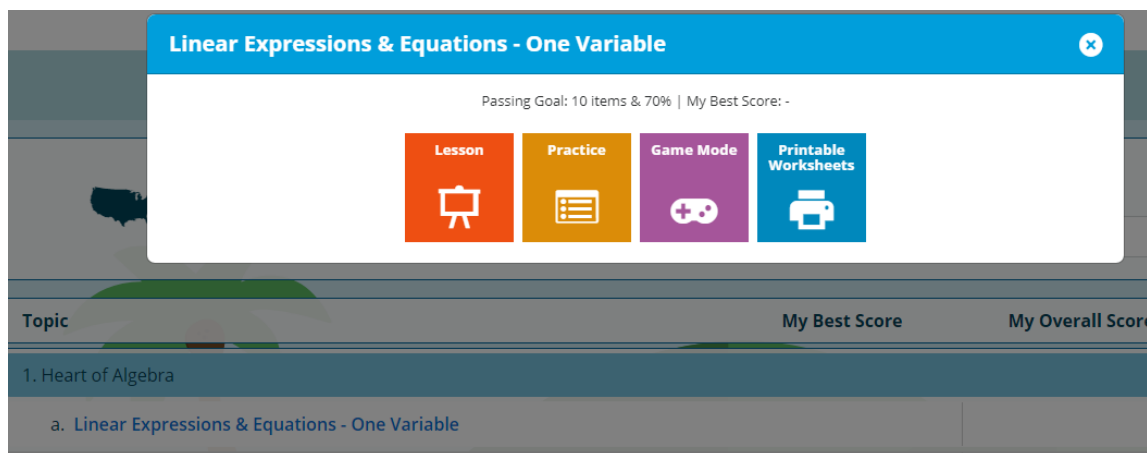 Linear Expressions & Equations - One Variable
Passing Goal: 10 items & 70% | My Best Score: -
Lesson
Practice
Game Mode
Printable
Worksheets
Topic
My Best Score
My Overall Score
1. Heart of Algebra
a. Linear Expressions & Equations - One Variable